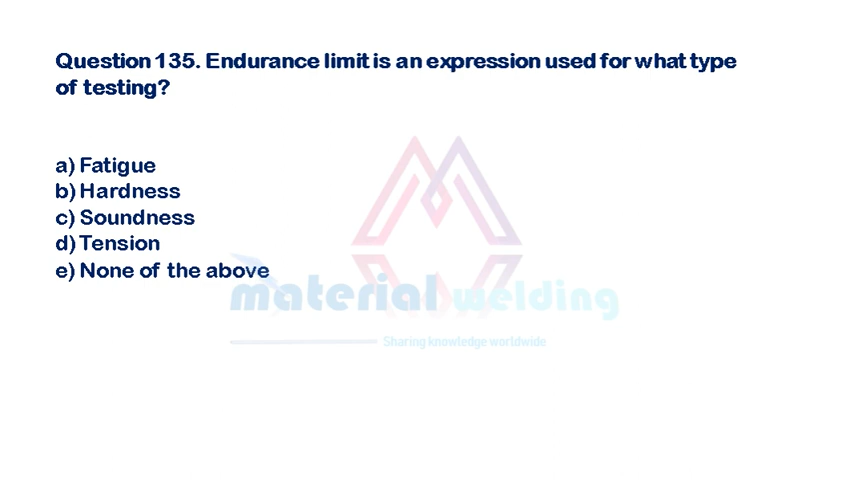 Question 135. Endurance limit is an expression used for what type
of testing?
a) Fatigue
b) Hardness
c) Soundness
d) Tension
e) None of the above
material welding
Sharing knowledge worldwide